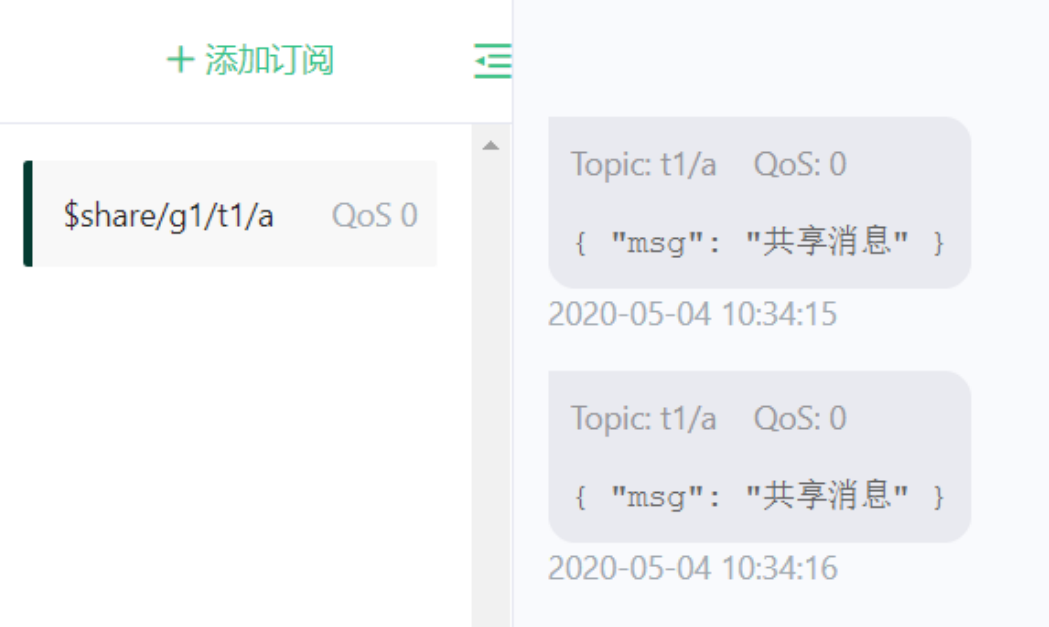 + 添加订阅
$share/g1/t1/a QoS 0
Topic: t1/a QoS: 0
{ "msg": "共享消息" }
2020-05-04 10:34:15
Topic: t1/a QoS: 0
{ "msg": "共享消息" }
2020-05-04 10:34:16